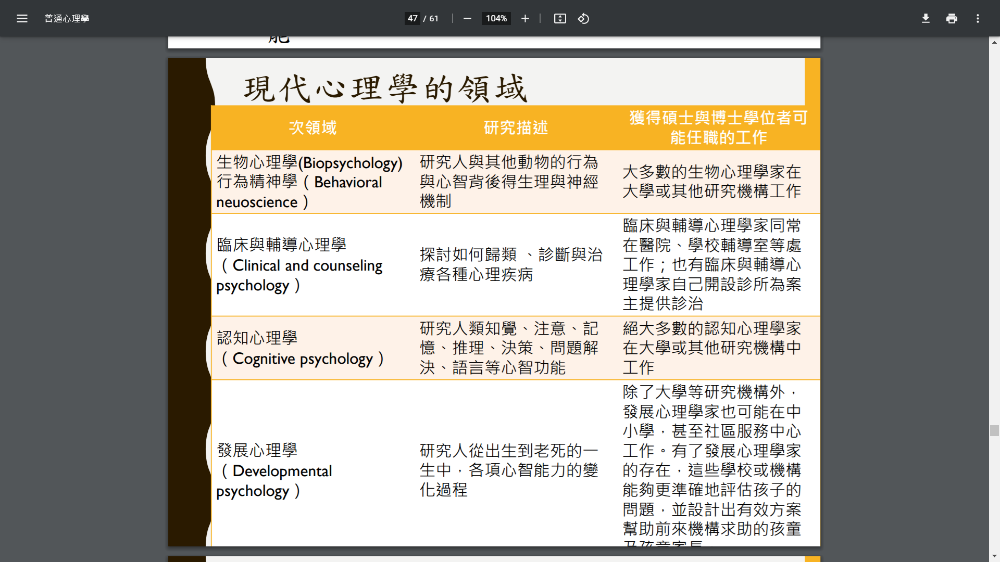 普通心理學
47 / 61
104%
現代心理學的領域
次領域
研究描述
獲得碩士與博士學位者可
能任職的工作
生物心理學(Biopsychology)
行為精神學（Behavioral
neuoscience）
研究人與其他動物的行為
與心智背後得生理與神經
機制
大多數的生物心理學家在
大學或其他研究機構工作
臨床與輔導心理學
（Clinical and counseling
psychology）
探討如何歸類、診斷與治
療各種心理疾病
臨床與輔導心理學家同常
在醫院、學校輔導室等處
工作；也有臨床與輔導心
理學家自己開設診所為案
主提供診治
認知心理學
（Cognitive psychology）
研究人類知覺、注意、記
憶、推理、決策、問題解
決、語言等心智功能
絕大多數的認知心理學家
在大學或其他研究機構中
工作
發展心理學
（Developmental
psychology）
研究人從出生到老死的一
生中，各項心智能力的變
化過程
除了大學等研究機構外，
發展心理學家也可能在中
小學，甚至社區服務中心
工作。有了發展心理學家
的存在，這些學校或機構
能夠更準確地評估孩子的
問題，並設計出有效方案
幫助前來機構求助的孩童